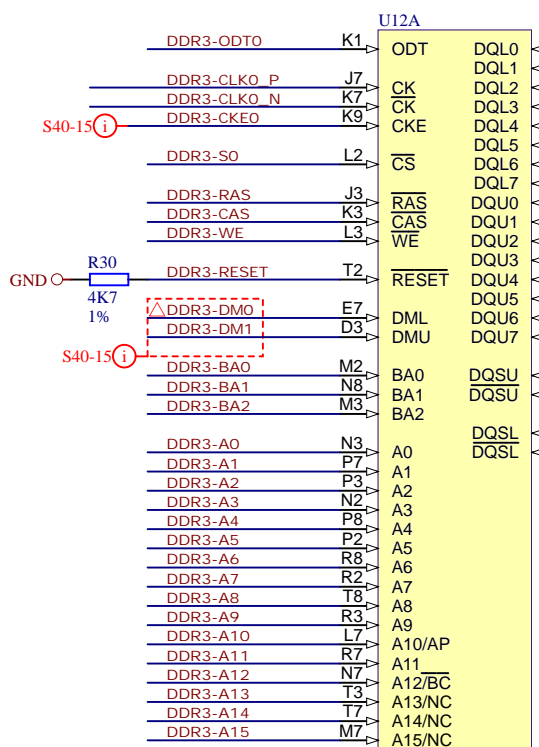 U12A
DDR3-ODT0 K1 ODT DQL0
DQL1
DDR3-CLK0_P J7 CK DQL2
DDR3-CLK0_N K7 CK DQL3
S40-15 i DDR3-CKE0 K9 CKE DQL4
DQL5
DDR3-S0 L2 CS DQL6
DQL7
DDR3-RAS J3 RAS DQU0
DDR3-CAS K3 CAS DQU1
DDR3-WE L3 WE DQU2
DQU3
R30
GND DDR3-RESET T2 RESET DQU4
4K7
1%
DQU5
DDR3-DM0 E7 DML DQU6
DDR3-DM1 D3 DMU DQU7
S40-15 i
DDR3-BA0 M2 BA0 DQSU
DDR3-BA1 N8 BA1 DQSU
DDR3-BA2 M3 BA2
DQSL
DDR3-A0 N3 A0 DQSL
DDR3-A1 P7 A1
DDR3-A2 P3 A2
DDR3-A3 N2 A3
DDR3-A4 P8 A4
DDR3-A5 P2 A5
DDR3-A6 R8 A6
DDR3-A7 R2 A7
DDR3-A8 T8 A8
DDR3-A9 R3 A9
DDR3-A10 L7 A10/AP
DDR3-A11 R7 A11
DDR3-A12 N7 A12/BC
DDR3-A13 T3 A13/NC
DDR3-A14 T7 A14/NC
DDR3-A15 M7 A15/NC